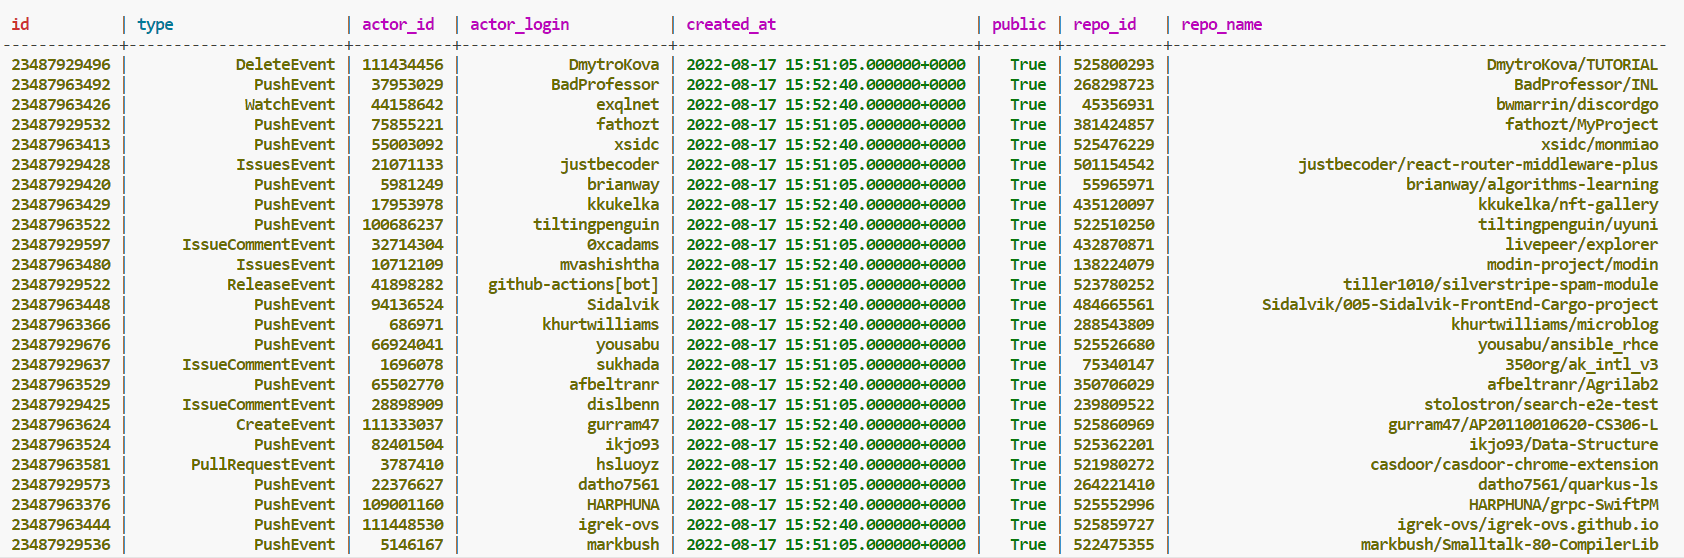 id | type | actor_id | actor_login | created_at | public | repo_id | repo_name
23487929496 | DeleteEvent | 111434456 | DmytroKova | 2022-08-17 15:51:05.000000+0000 | True | 525800293 | DmytroKova/TUTORIAL
23487963492 | PushEvent | 37953029 | BadProfessor | 2022-08-17 15:52:40.000000+0000 | True | 268298723 | BadProfessor/INL
23487963426 | WatchEvent | 44158642 | exqlnet | 2022-08-17 15:52:40.000000+0000 | True | 45356931 | bwmarrin/discordgo
23487929532 | PushEvent | 75855221 | fathozt | 2022-08-17 15:51:05.000000+0000 | True | 381424857 | fathozt/MyProject
23487963413 | PushEvent | 55003092 | xsidc | 2022-08-17 15:52:40.000000+0000 | True | 525476229 | xsidc/monmiao
23487929428 | IssuesEvent | 21071133 | justbecoder | 2022-08-17 15:51:05.000000+0000 | True | 501154542 | justbecoder/react-router-middleware-plus
23487929420 | PushEvent | 5981249 | brianway | 2022-08-17 15:51:05.000000+0000 | True | 55965971 | brianway/algorithms-learning
23487963429 | PushEvent | 17953978 | kkukelka | 2022-08-17 15:52:40.000000+0000 | True | 435120097 | kkukelka/nft-gallery
23487963522 | PushEvent | 100686237 | tiltingpenguin | 2022-08-17 15:52:40.000000+0000 | True | 522510250 | tiltingpenguin/uyuni
23487929597 | IssueCommentEvent | 32714304 | 0xcadams | 2022-08-17 15:51:05.000000+0000 | True | 432870871 | livepeer/explorer
23487963480 | IssuesEvent | 10712109 | mvashishtha | 2022-08-17 15:52:40.000000+0000 | True | 138224079 | modin-project/modin
23487929522 | ReleaseEvent | 41898282 | github-actions[bot] | 2022-08-17 15:51:05.000000+0000 | True | 523780252 | tiller1010/silverstripe-spam-module
23487963448 | PushEvent | 94136524 | Sidalvik | 2022-08-17 15:52:40.000000+0000 | True | 484665561 | Sidalvik/005-Sidalvik-FrontEnd-Cargo-project
23487963366 | PushEvent | 686971 | khurtwilliams | 2022-08-17 15:52:40.000000+0000 | True | 288543809 | khurtwilliams/microblog
23487929676 | PushEvent | 66924041 | yousabu | 2022-08-17 15:51:05.000000+0000 | True | 525526680 | yousabu/ansible_rhce
23487929637 | IssueCommentEvent | 1696078 | sukhada | 2022-08-17 15:51:05.000000+0000 | True | 75340147 | 350org/ak_intl_v3
23487963529 | PushEvent | 65502770 | afbeltranr | 2022-08-17 15:52:40.000000+0000 | True | 350706029 | afbeltranr/Agrilab2
23487929425 | IssueCommentEvent | 28898909 | dislbenn | 2022-08-17 15:51:05.000000+0000 | True | 239809522 | stolostron/search-e2e-test
23487963624 | CreateEvent | 111333037 | gurram47 | 2022-08-17 15:52:40.000000+0000 | True | 525860969 | gurram47/AP20110010620-CS306-L
23487963524 | PushEvent | 82401504 | ikjo93 | 2022-08-17 15:52:40.000000+0000 | True | 525362201 | ikjo93/Data-Structure
23487963581 | PullRequestEvent | 3787410 | hsluoyz | 2022-08-17 15:52:40.000000+0000 | True | 521980272 | casdoor/casdoor-chrome-extension
23487929573 | PushEvent | 22376627 | datho7561 | 2022-08-17 15:51:05.000000+0000 | True | 264221410 | datho7561/quarkus-ls
23487963376 | PushEvent | 109001160 | HARPHUNA | 2022-08-17 15:52:40.000000+0000 | True | 525552996 | HARPHUNA/grpc-SwiftPM
23487963444 | PushEvent | 111448530 | igrek-ovs | 2022-08-17 15:52:40.000000+0000 | True | 525859727 | igrek-ovs/igrek-ovs.github.io
23487929536 | PushEvent | 5146167 | markbush | 2022-08-17 15:51:05.000000+0000 | True | 522475355 | markbush/Smalltalk-80-CompilerLib